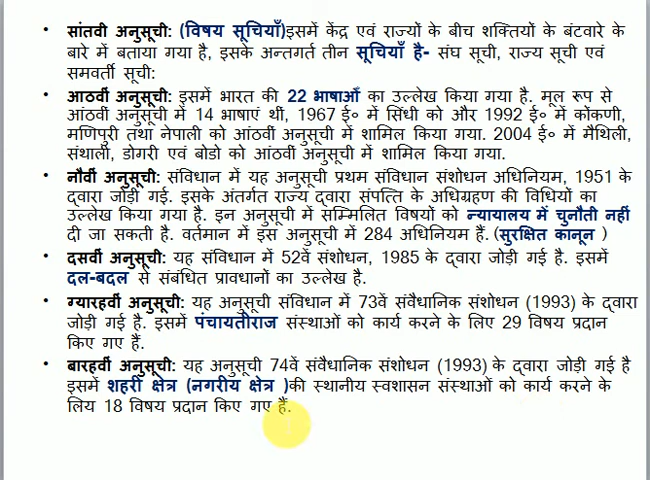 • सांतवी अनुसूची: (विषय सूचियाँ)इसमें केंद्र एवं राज्यों के बीच शक्तियों के बंटवारे के
बारे में बताया गया है, इसके अन्तगर्त तीन सूचियाँ है- संघ सूची, राज्य सूची एवं
समवर्ती सूची:
• आठवीं अनुसूची: इसमें भारत की 22 भाषाओँ का उल्लेख किया गया है. मूल रूप से
आंठवीं अनुसूची में 14 भाषाएं थीं, 1967 ई० में सिंधी को और 1992 ई० में कोंकणी,
मणिपुरी तथा नेपाली को आंठवीं अनुसूची में शामिल किया गया. 2004 ई० में मैथिली,
संथाली, डोगरी एवं बोडो को आंठवीं अनुसूची में शामिल किया गया.
• नौवीं अनुसूची: संविधान में यह अनुसूची प्रथम संविधान संशोधन अधिनियम, 1951 के
द्वारा जोड़ी गई. इसके अंतर्गत राज्य द्वारा संपत्ति के अधिग्रहण की विधियों का
उल्लेख किया गया है. इन अनुसूची में सम्मिलित विषयों को न्यायालय में चुनौती नहीं
दी जा सकती है. वर्तमान में इस अनुसूची में 284 अधिनियम हैं. (सुरक्षित कानून )
• दसवीं अनुसूची: यह संविधान में 52वें संशोधन, 1985 के द्वारा जोड़ी गई है. इसमें
दल-बदल से संबंधित प्रावधानों का उल्लेख है.
• ग्यारहवीं अनुसूची: यह अनुसूची संविधान में 73वें संवैधानिक संशोधन (1993) के द्वारा
जोड़ी गई है. इसमें पंचायतीराज संस्थाओं को कार्य करने के लिए 29 विषय प्रदान
किए गए हैं.
• बारहवीं अनुसूची: यह अनुसूची 74वें संवैधानिक संशोधन (1993) के द्वारा जोड़ी गई है
इसमें शहरी क्षेत्र (नगरीय क्षेत्र )की स्थानीय स्वशासन संस्थाओं को कार्य करने के
लिय 18 विषय प्रदान किए गए हैं.